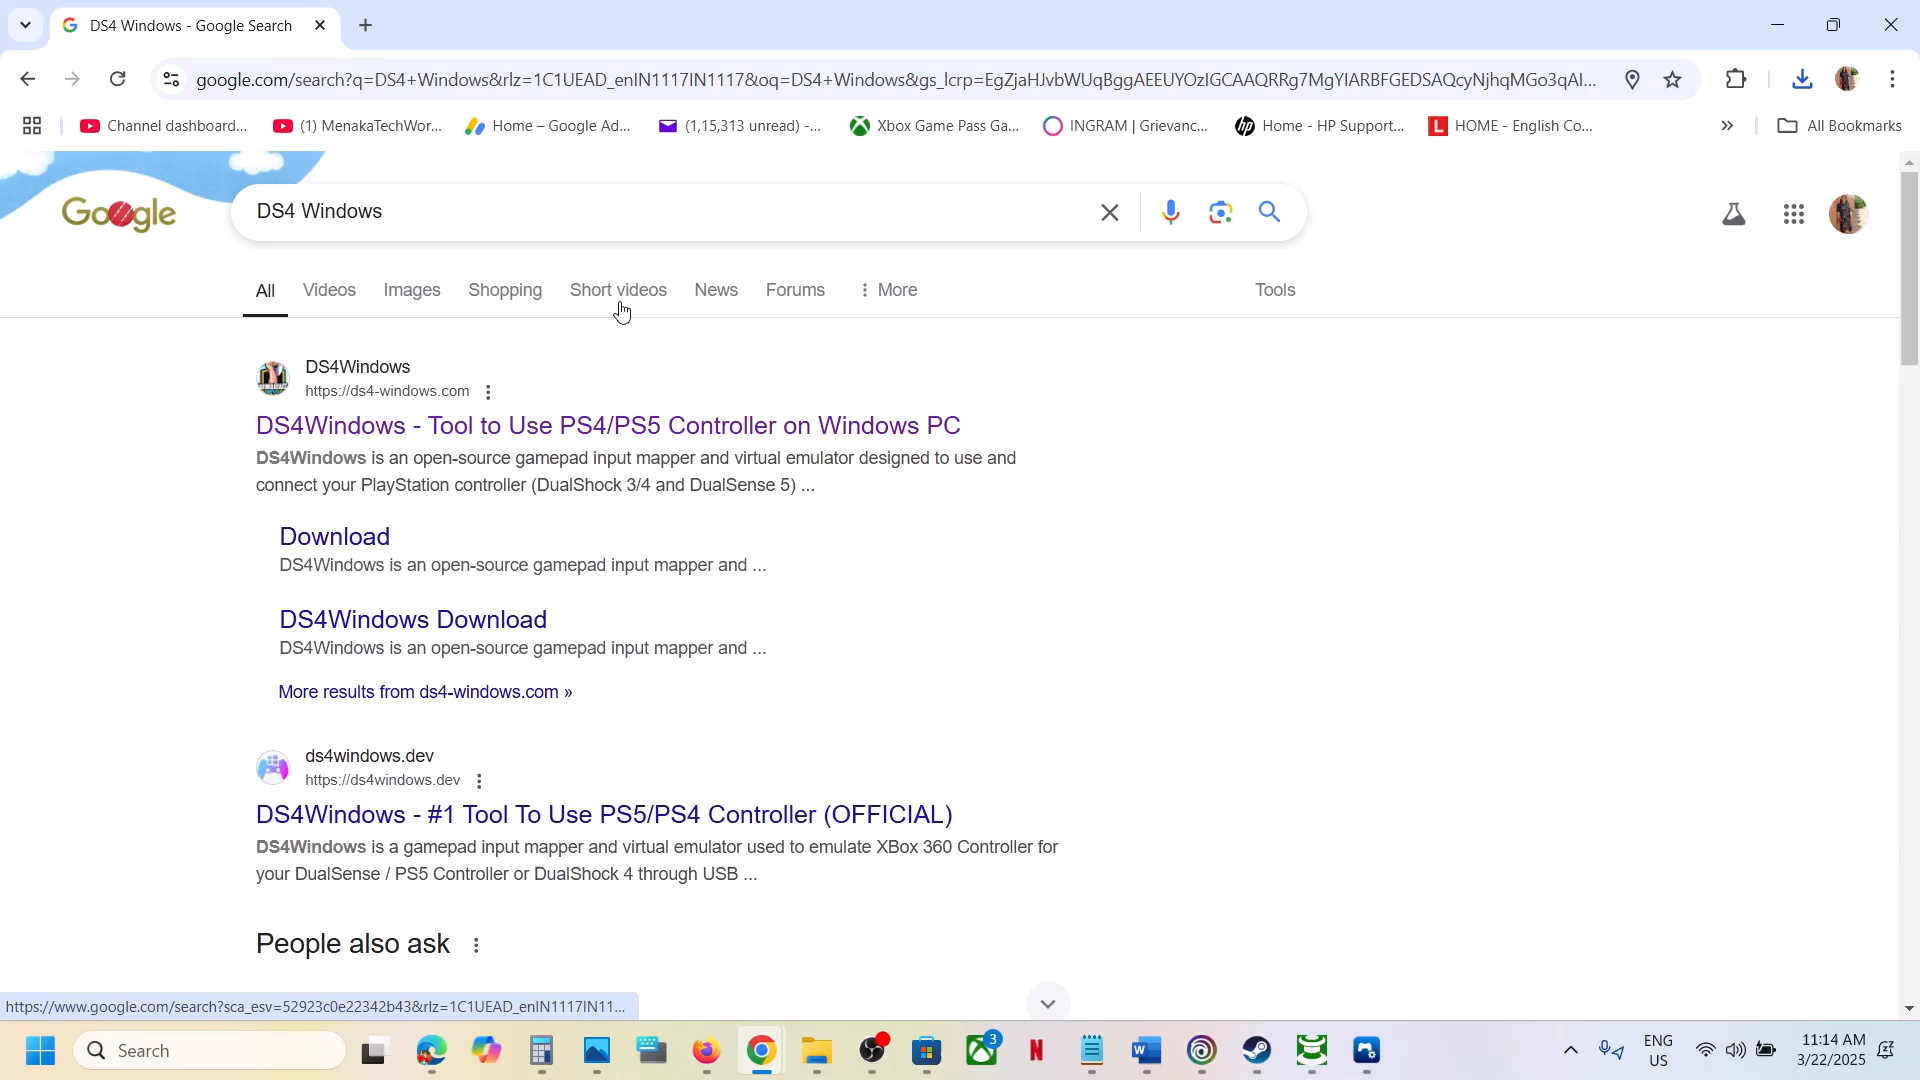 DS4 Windows - Google Search
google.com/search?q=DS4+Windows&rlz=1C1UEAD_enIN1117IN1117&oq=DS4+Windows&gs_lcrp=EgZjaHJvbWUqBggAEEUYOzIGCAAQRRg7MgYIARBFGEDSAQcyNjhqMGo3qAI...
Channel dashboard...
(1) MenakaTechWor...
Home – Google Ad...
(1,15,313 unread) -...
Xbox Game Pass Ga...
INGRAM | Grievanc...
Home - HP Support...
HOME - English Co...
All Bookmarks
Google
DS4 Windows
All
Videos
Images
Shopping
Short videos
News
Forums
More
Tools
DS4Windows
https://ds4-windows.com
DS4Windows - Tool to Use PS4/PS5 Controller on Windows PC
DS4Windows is an open-source gamepad input mapper and virtual emulator designed to use and
connect your PlayStation controller (DualShock 3/4 and DualSense 5) ...
Download
DS4Windows is an open-source gamepad input mapper and ...
DS4Windows Download
DS4Windows is an open-source gamepad input mapper and ...
More results from ds4-windows.com »
ds4windows.dev
https://ds4windows.dev
DS4Windows - #1 Tool To Use PS5/PS4 Controller (OFFICIAL)
DS4Windows is a gamepad input mapper and virtual emulator used to emulate XBox 360 Controller for
your DualSense / PS5 Controller or DualShock 4 through USB ...
People also ask
https://www.google.com/search?sca_esv=52923c0e22342b43&rlz=1C1UEAD_enIN1117IN11...
Search
3
ENG
US
11:14 AM
3/22/2025